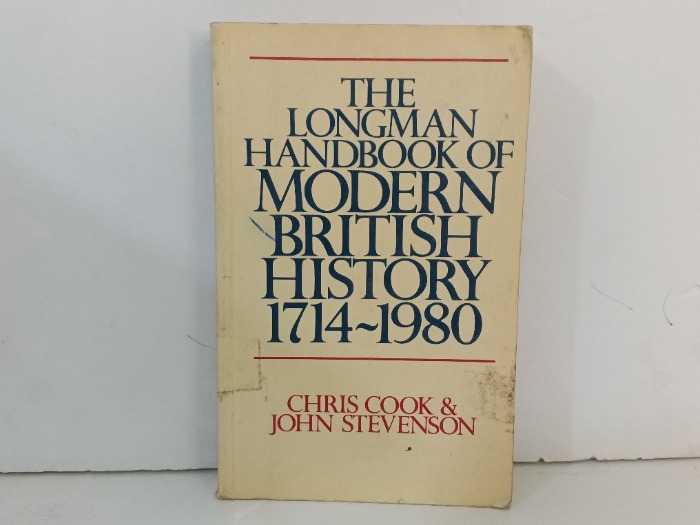 THE
LONGMAN
HANDBOOK OF
MODERN
BRITISH
HISTORY
1714~1980
CHRIS COOK &
JOHN STEVENSON